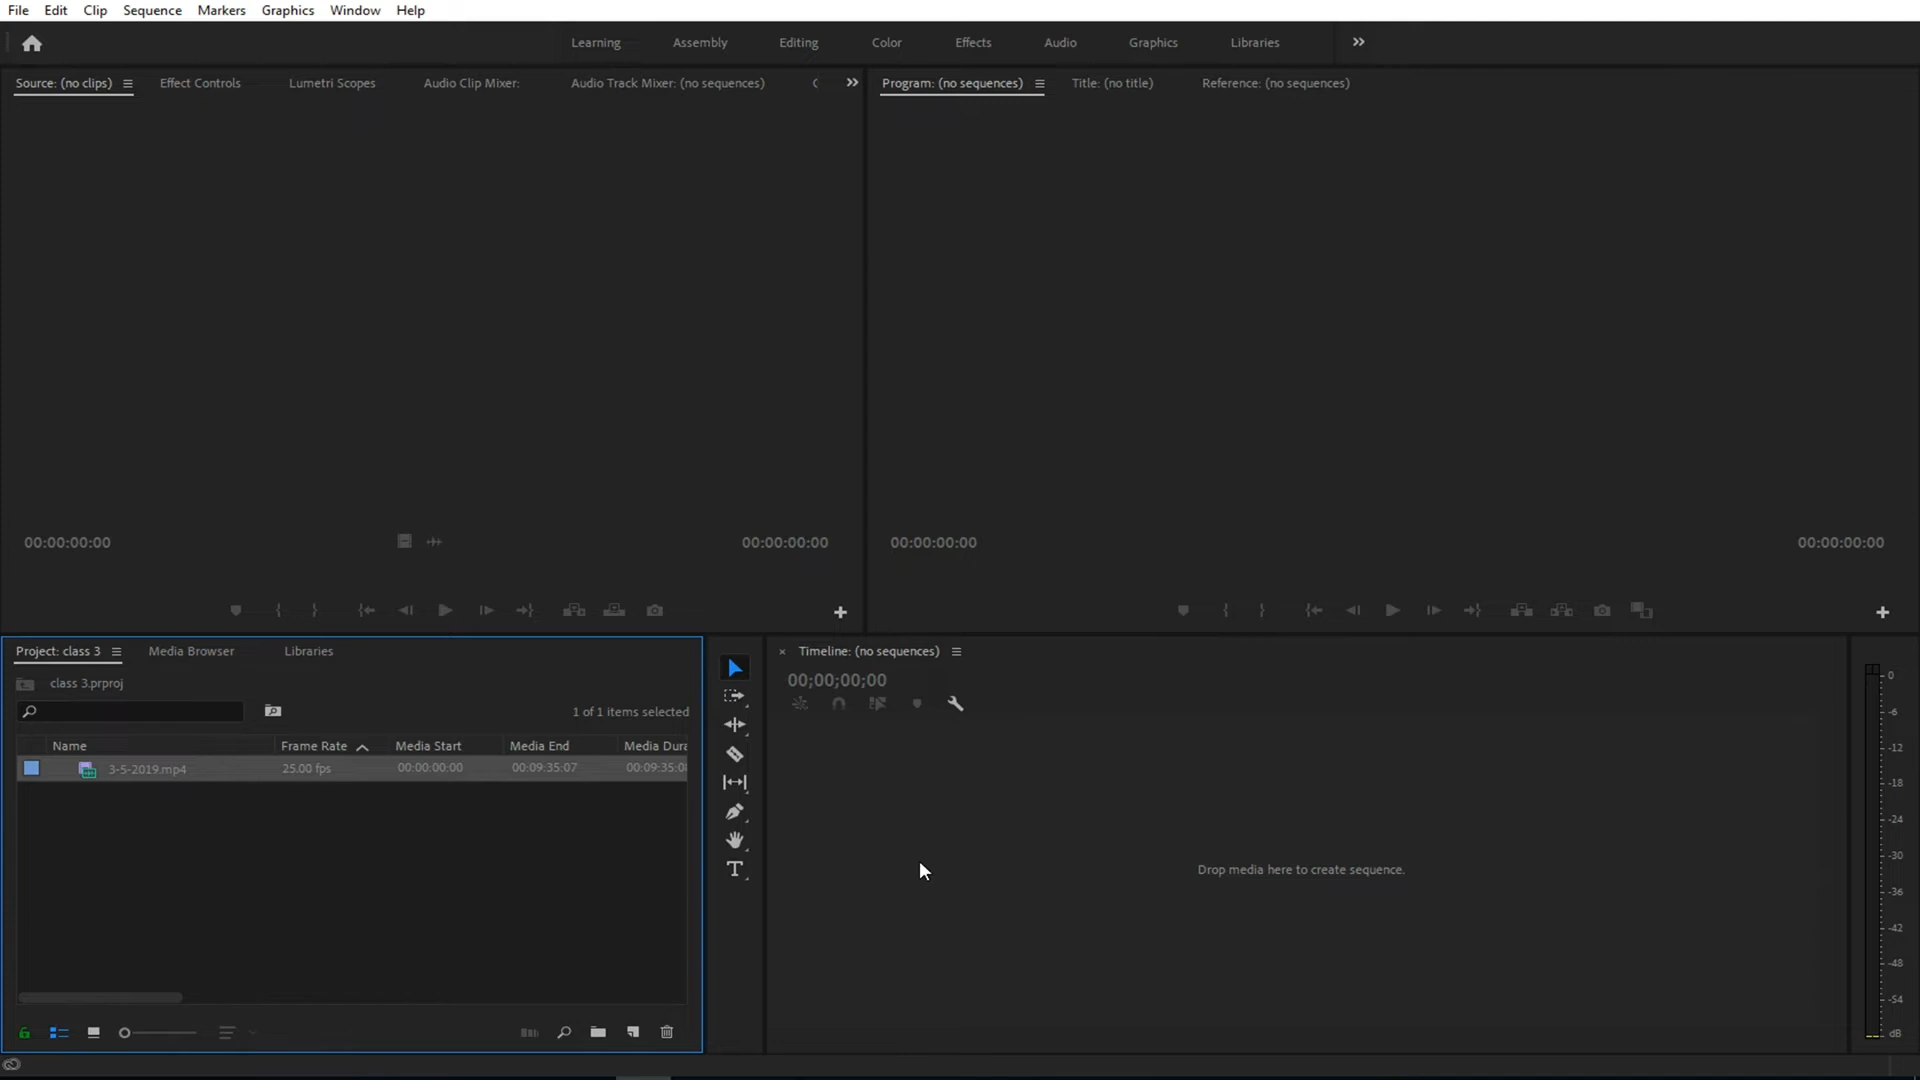 File Edit Clip Sequence Markers Graphics Window Help
Learning Assembly Editing Color Effects Audio Graphics Libraries
Source: (no clips) Effect Controls Lumetri Scopes Audio Clip Mixer: Audio Track Mixer: (no sequences)
Program: (no sequences) Title: (no title) Reference: (no sequences)
00:00:00:00 00:00:00:00 00:00:00:00 00:00:00:00
Project: class 3 Media Browser Libraries
class 3.prproj
1 of 1 items selected
Name Frame Rate Media Start Media End Media Dura
3-5-2019.mp4 25.00 fps 00:00:00:00 00:09:35:07 00:09:35:0
Timeline: (no sequences)
00;00;00;00
Drop media here to create sequence.
0
-6
-12
-18
-24
-30
-36
-42
-48
-54
dB